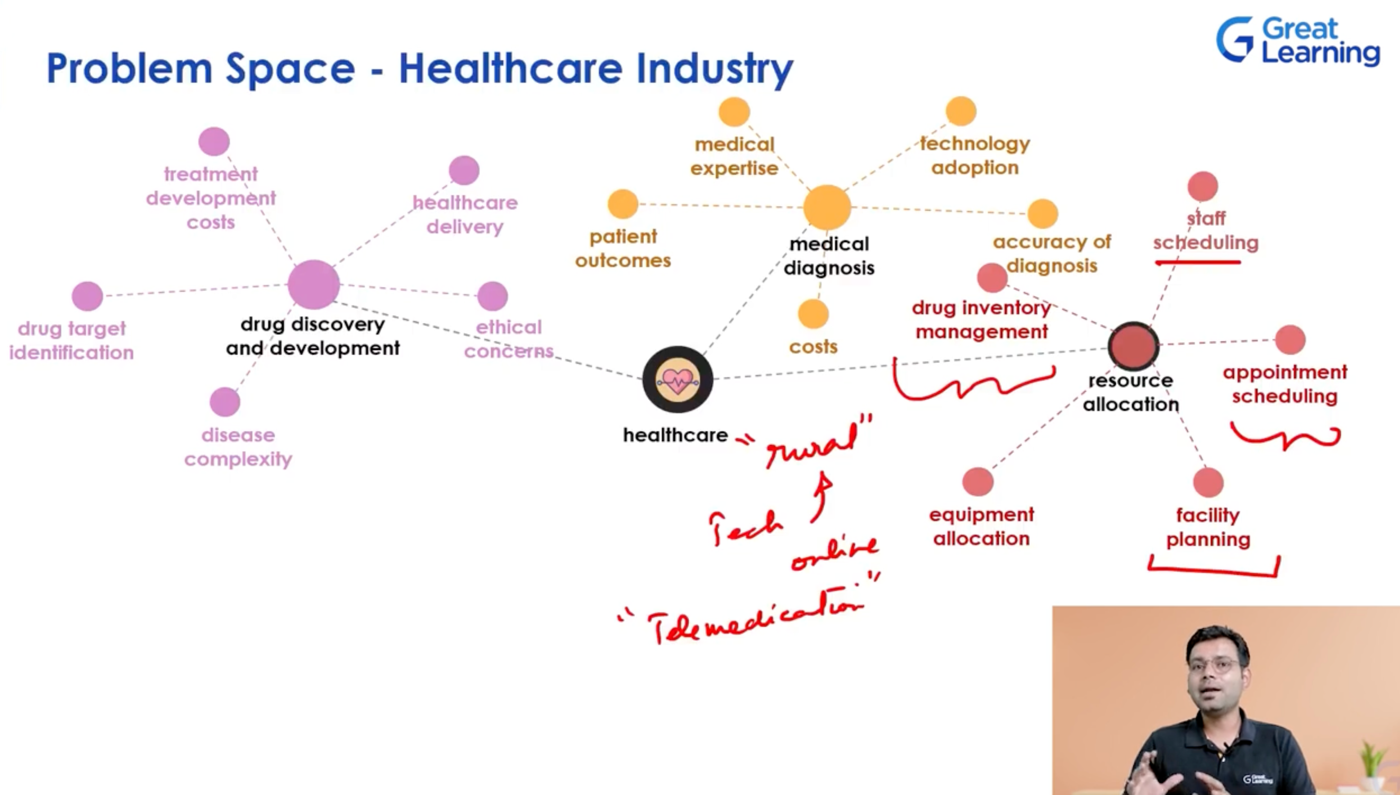 Great
Learning
Problem Space - Healthcare Industry
treatment
development
costs
healthcare
delivery
drug target
identification
drug discovery
and development
ethical
concerns
disease
complexity
medical
expertise
technology
adoption
patient
outcomes
medical
diagnosis
accuracy of
diagnosis
costs
healthcare
staff
scheduling
drug inventory
management
resource
allocation
appointment
scheduling
equipment
allocation
facility
planning
"rural"
Tech
online
"Telemedication"
Great
Learning